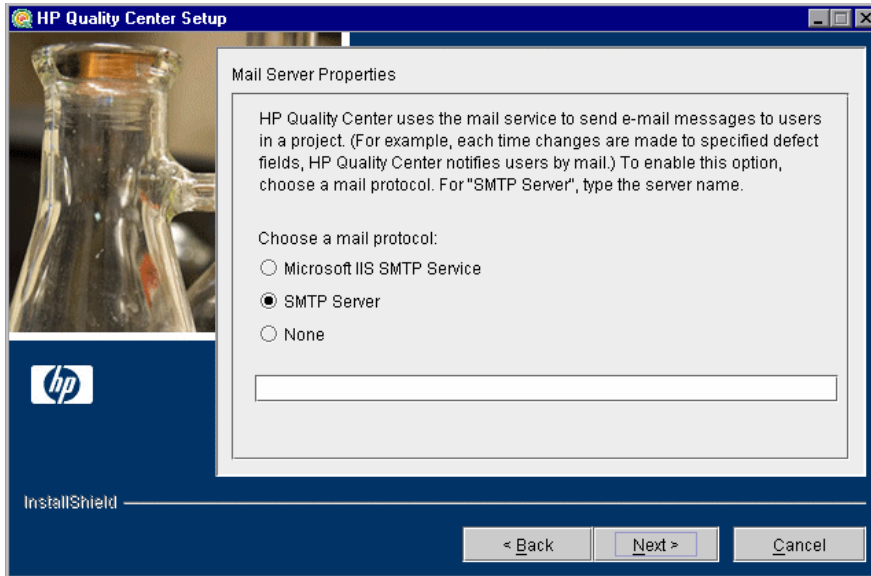 HP Quality Center Setup
Mail Server Properties
HP Quality Center uses the mail service to send e-mail messages to users
in a project. (For example, each time changes are made to specified defect
fields, HP Quality Center notifies users by mail.) To enable this option,
choose a mail protocol. For "SMTP Server", type the server name.
Choose a mail protocol:
Microsoft IIS SMTP Service
SMTP Server
None
hp
InstallShield
< Back
Next >
Cancel